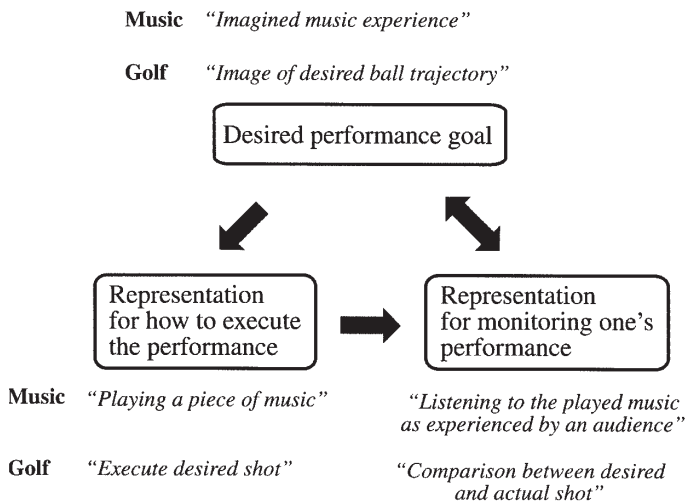 Music "Imagined music experience"
Golf "Image of desired ball trajectory"
Desired performance goal
Representation
for how to execute
the performance
Representation
for monitoring one's
performance
Music "Playing a piece of music"
"Listening to the played music
as experienced by an audience"
Golf "Execute desired shot"
"Comparison between desired
and actual shot"